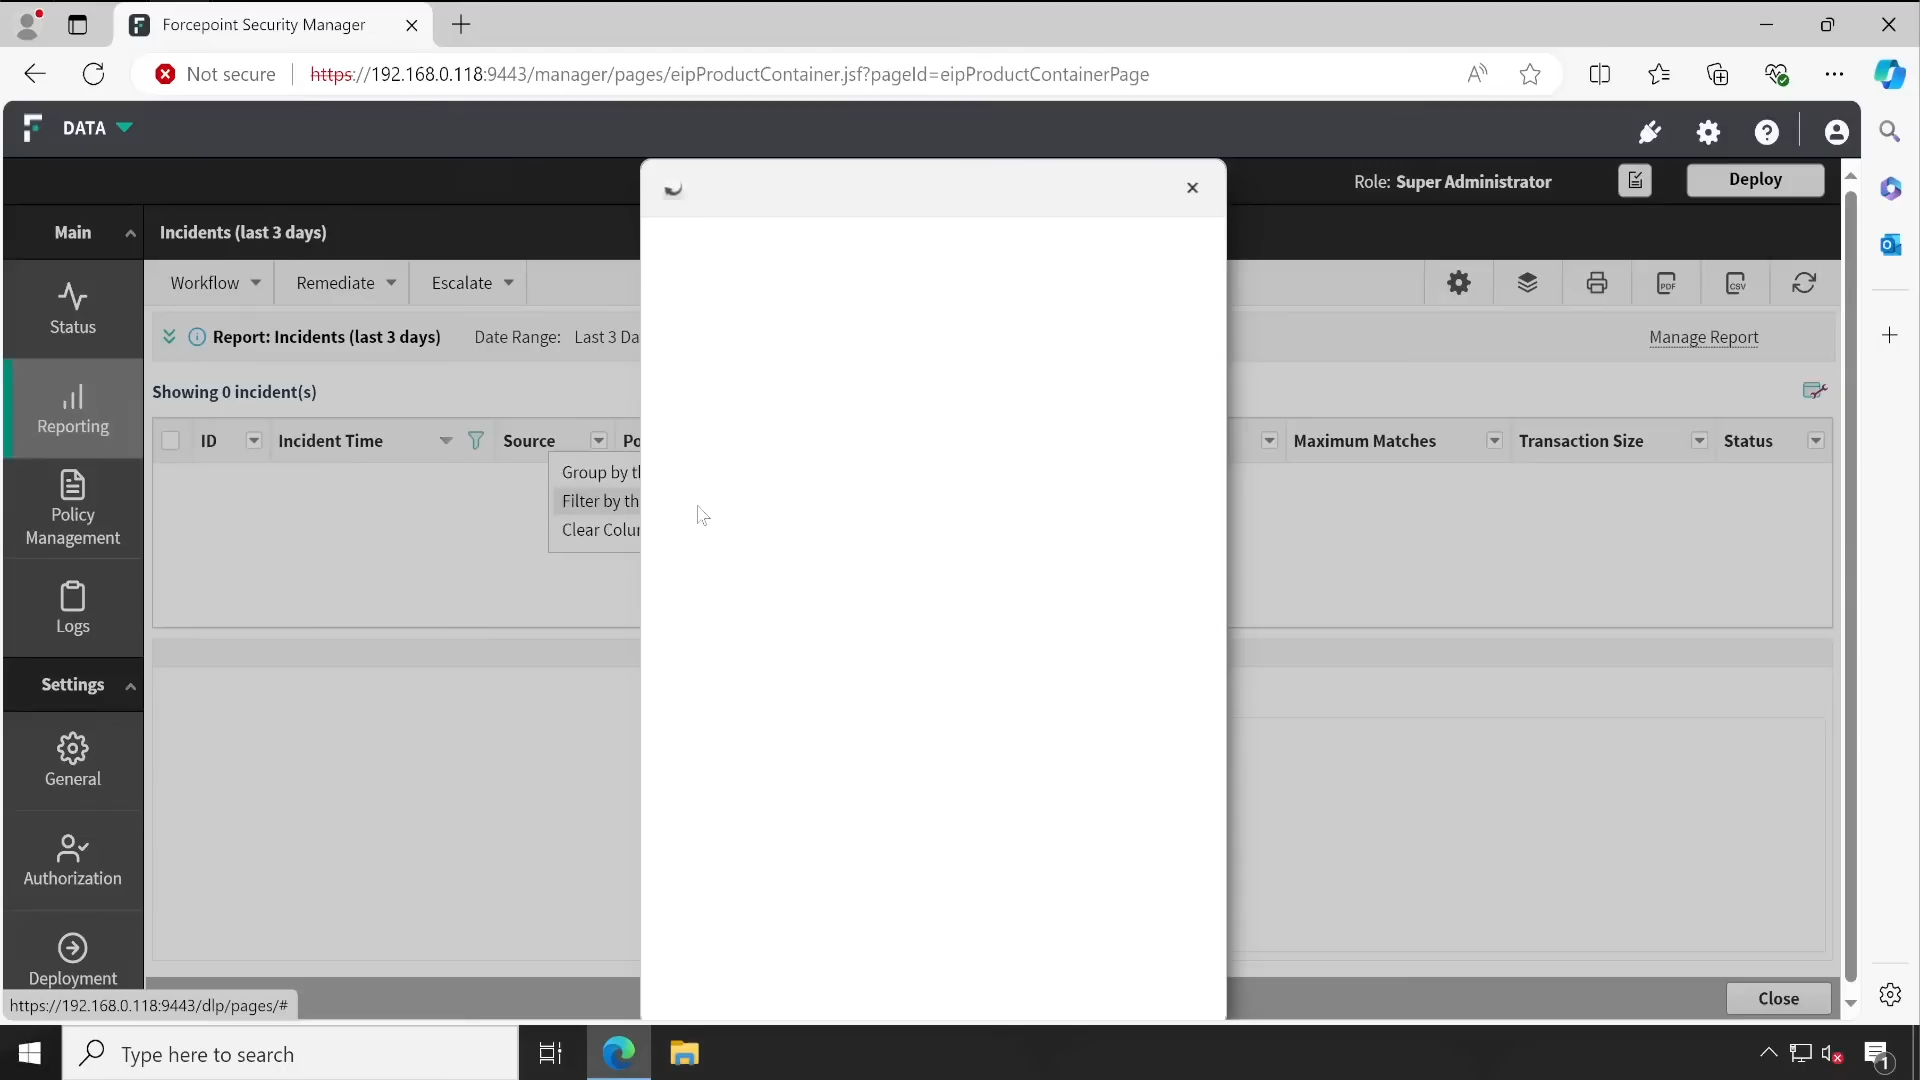 Forcepoint Security Manager
Not secure
https://192.168.0.118:9443/manager/pages/eipProductContainer.jsf?pageId=eipProductContainerPage
DATA
Role: Super Administrator
Deploy
Main
Incidents (last 3 days)
Workflow
Remediate
Escalate
PDF
CSV
Status
Report: Incidents (last 3 days)
Date Range: Last 3 Da
Manage Report
Showing 0 incident(s)
Reporting
ID
Incident Time
Source
Po
Maximum Matches
Transaction Size
Status
Group by th
Filter by th
Clear Colu
Policy
Management
Logs
Settings
General
Authorization
Deployment
https://192.168.0.118:9443/dlp/pages/#
Close
Type here to search
1